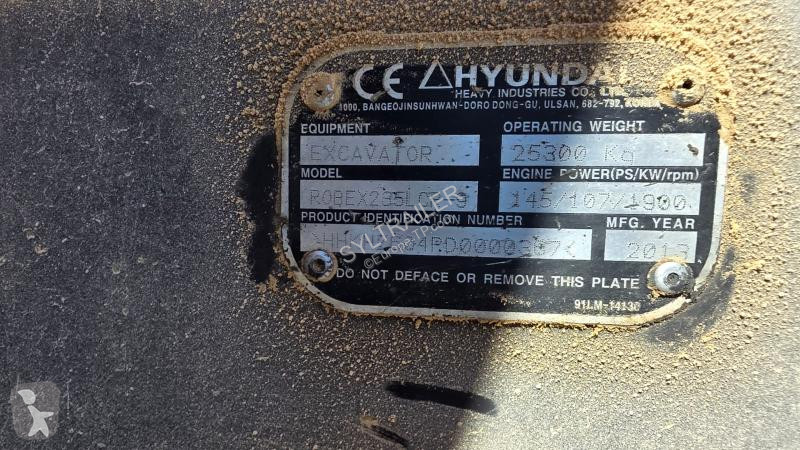 CE HYUNDAI
HEAVY INDUSTRIES CO., LTD.
1000, BANGEOJINSUNHWAN-DORO DONG-GU, ULSAN, 682-792, KOREA
EQUIPMENT OPERATING WEIGHT
EXCAVATOR 25300 Kg
MODEL ENGINE POWER(PS/KW/rpm)
145/107/1900
PRODUCT IDENTIFICATION NUMBER MFG. YEAR
2013
DO NOT DEFACE OR REMOVE THIS PLATE
91LM-14130
SYLTRAILER